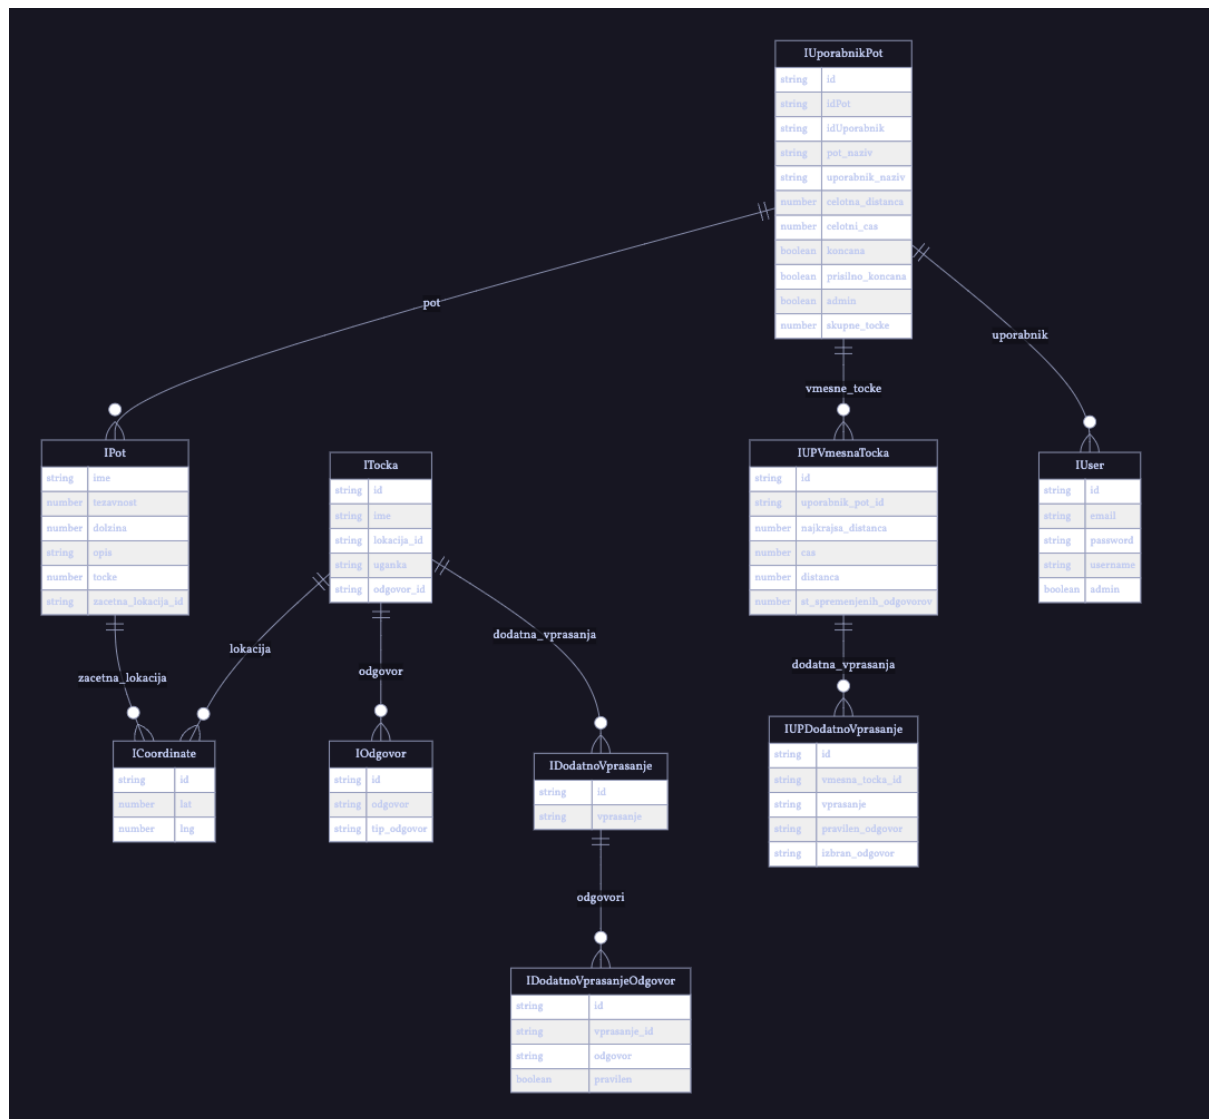 IUporabnikPot
string id
string idPot
string idUporabnik
string pot_naziv
string uporabnik_naziv
number celotna_distanca
number celotni_cas
boolean koncana
boolean prisilno_koncana
boolean admin
number skupne_tocke
pot
uporabnik
vmesne_tocke
IPot
string ime
number tezavnost
number dolzina
string opis
number tocke
string zacetna_lokacija_id
ITocka
string id
string ime
string lokacija_id
string uganka
string odgovor_id
IUPVmesnaTocka
string id
string uporabnik_pot_id
number najkrajsa_distanca
number cas
number distanca
number st_spremenjenih_odgovorov
IUser
string id
string email
string password
string username
boolean admin
zacetna_lokacija
lokacija
odgovor
dodatna_vprasanja
dodatna_vprasanja
ICoordinate
string id
number lat
number lng
IOdgovor
string id
string odgovor
string tip_odgovor
IDodatnoVprasanje
string id
string vprasanje
IUPDodatnoVprasanje
string id
string vmesna_tocka_id
string vprasanje
string pravilen_odgovor
string izbran_odgovor
odgovori
IDodatnoVprasanjeOdgovor
string id
string vprasanje_id
string odgovor
boolean pravilen